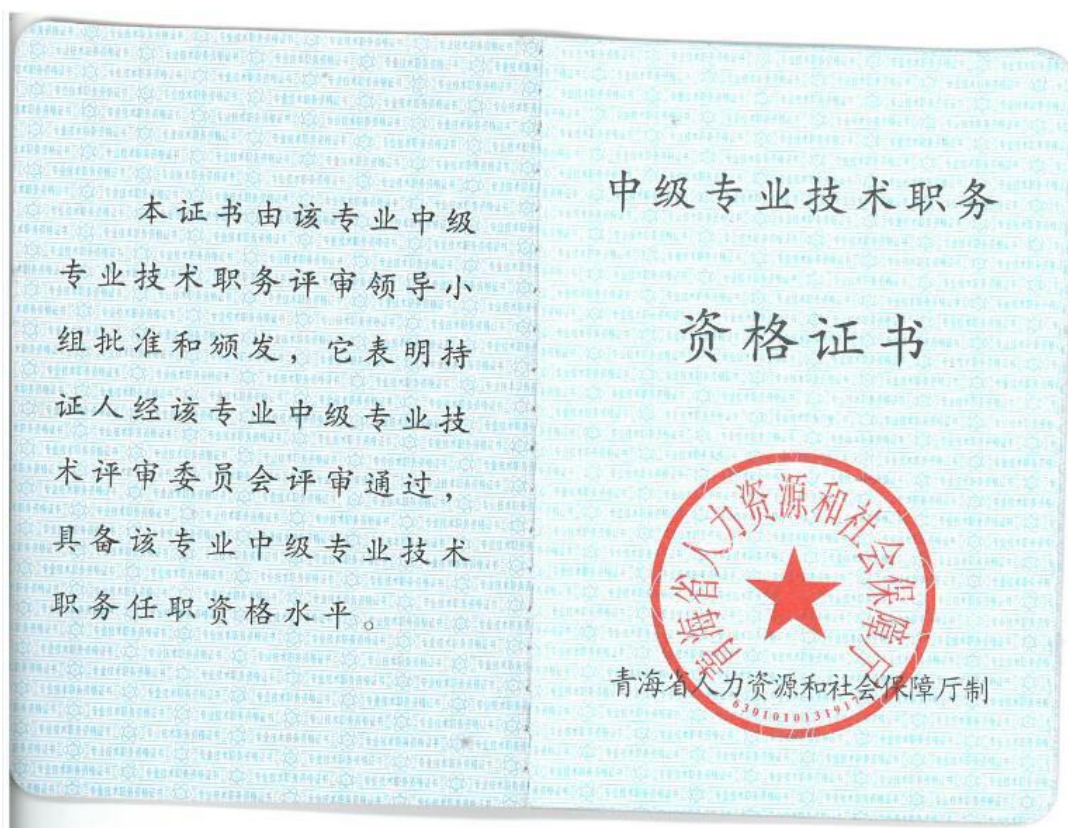 本证书由该专业中级
专业技术职务评审领导小
组批准和颁发，它表明持
证人经该专业中级专业技
术评审委员会评审通过，
具备该专业中级专业技术
职务任职资格水平。
中级专业技术职务
资格证书
青海省人力资源和社会保障厅
青海省人力资源和社会保障厅制